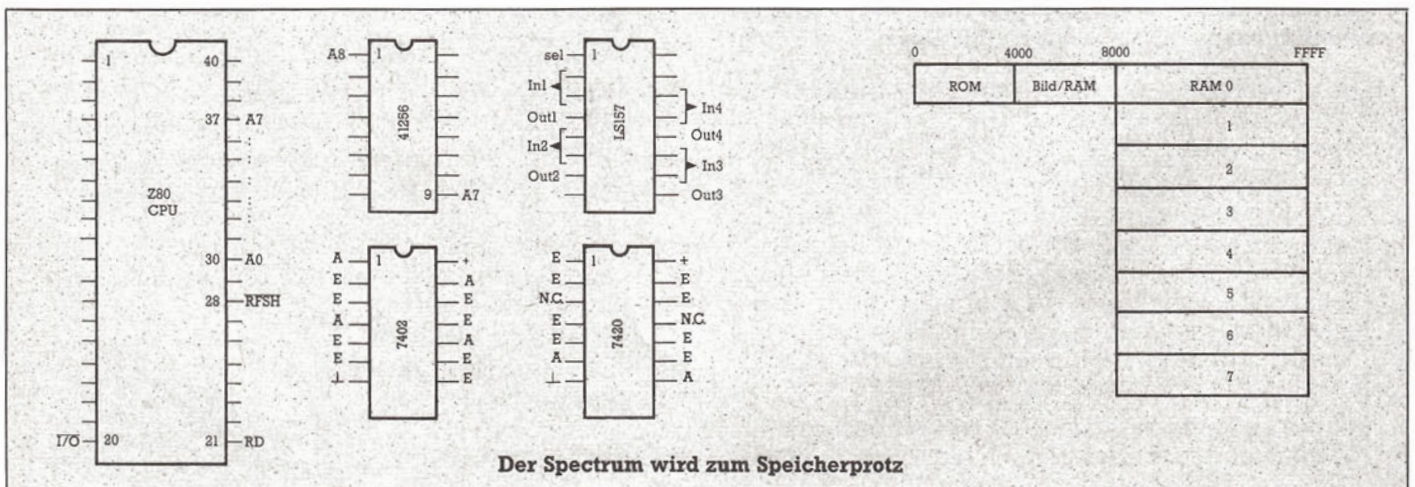 1
40
37
A7
Z80
CPU
30
A0
28
RFSH
I/O
20
21
RD
A8
1
41256
9
A7
sel
1
In1
Out1
In2
Out2
LS157
In4
Out4
In3
Out3
A
1
+
E
A
E
E
A
E
E
A
E
E
⊥
E
7402
E
1
+
E
E
N.C.
E
E
N.C.
E
E
A
E
⊥
A
7420
0
4000
8000
FFFF
ROM
Bild/RAM
RAM 0
1
2
3
4
5
6
7
Der Spectrum wird zum Speicherprotz